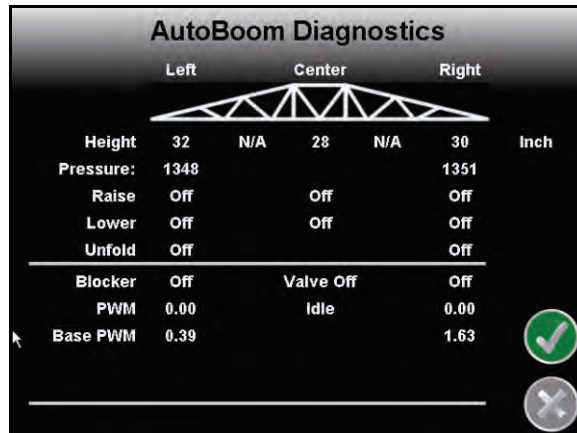 AutoBoom Diagnostics
Left Center Right
Height 32 N/A 28 N/A 30 Inch
Pressure: 1348 1351
Raise Off Off Off
Lower Off Off Off
Unfold Off Off
Blocker Off Valve Off Off
PWM 0.00 Idle 0.00
Base PWM 0.39 1.63